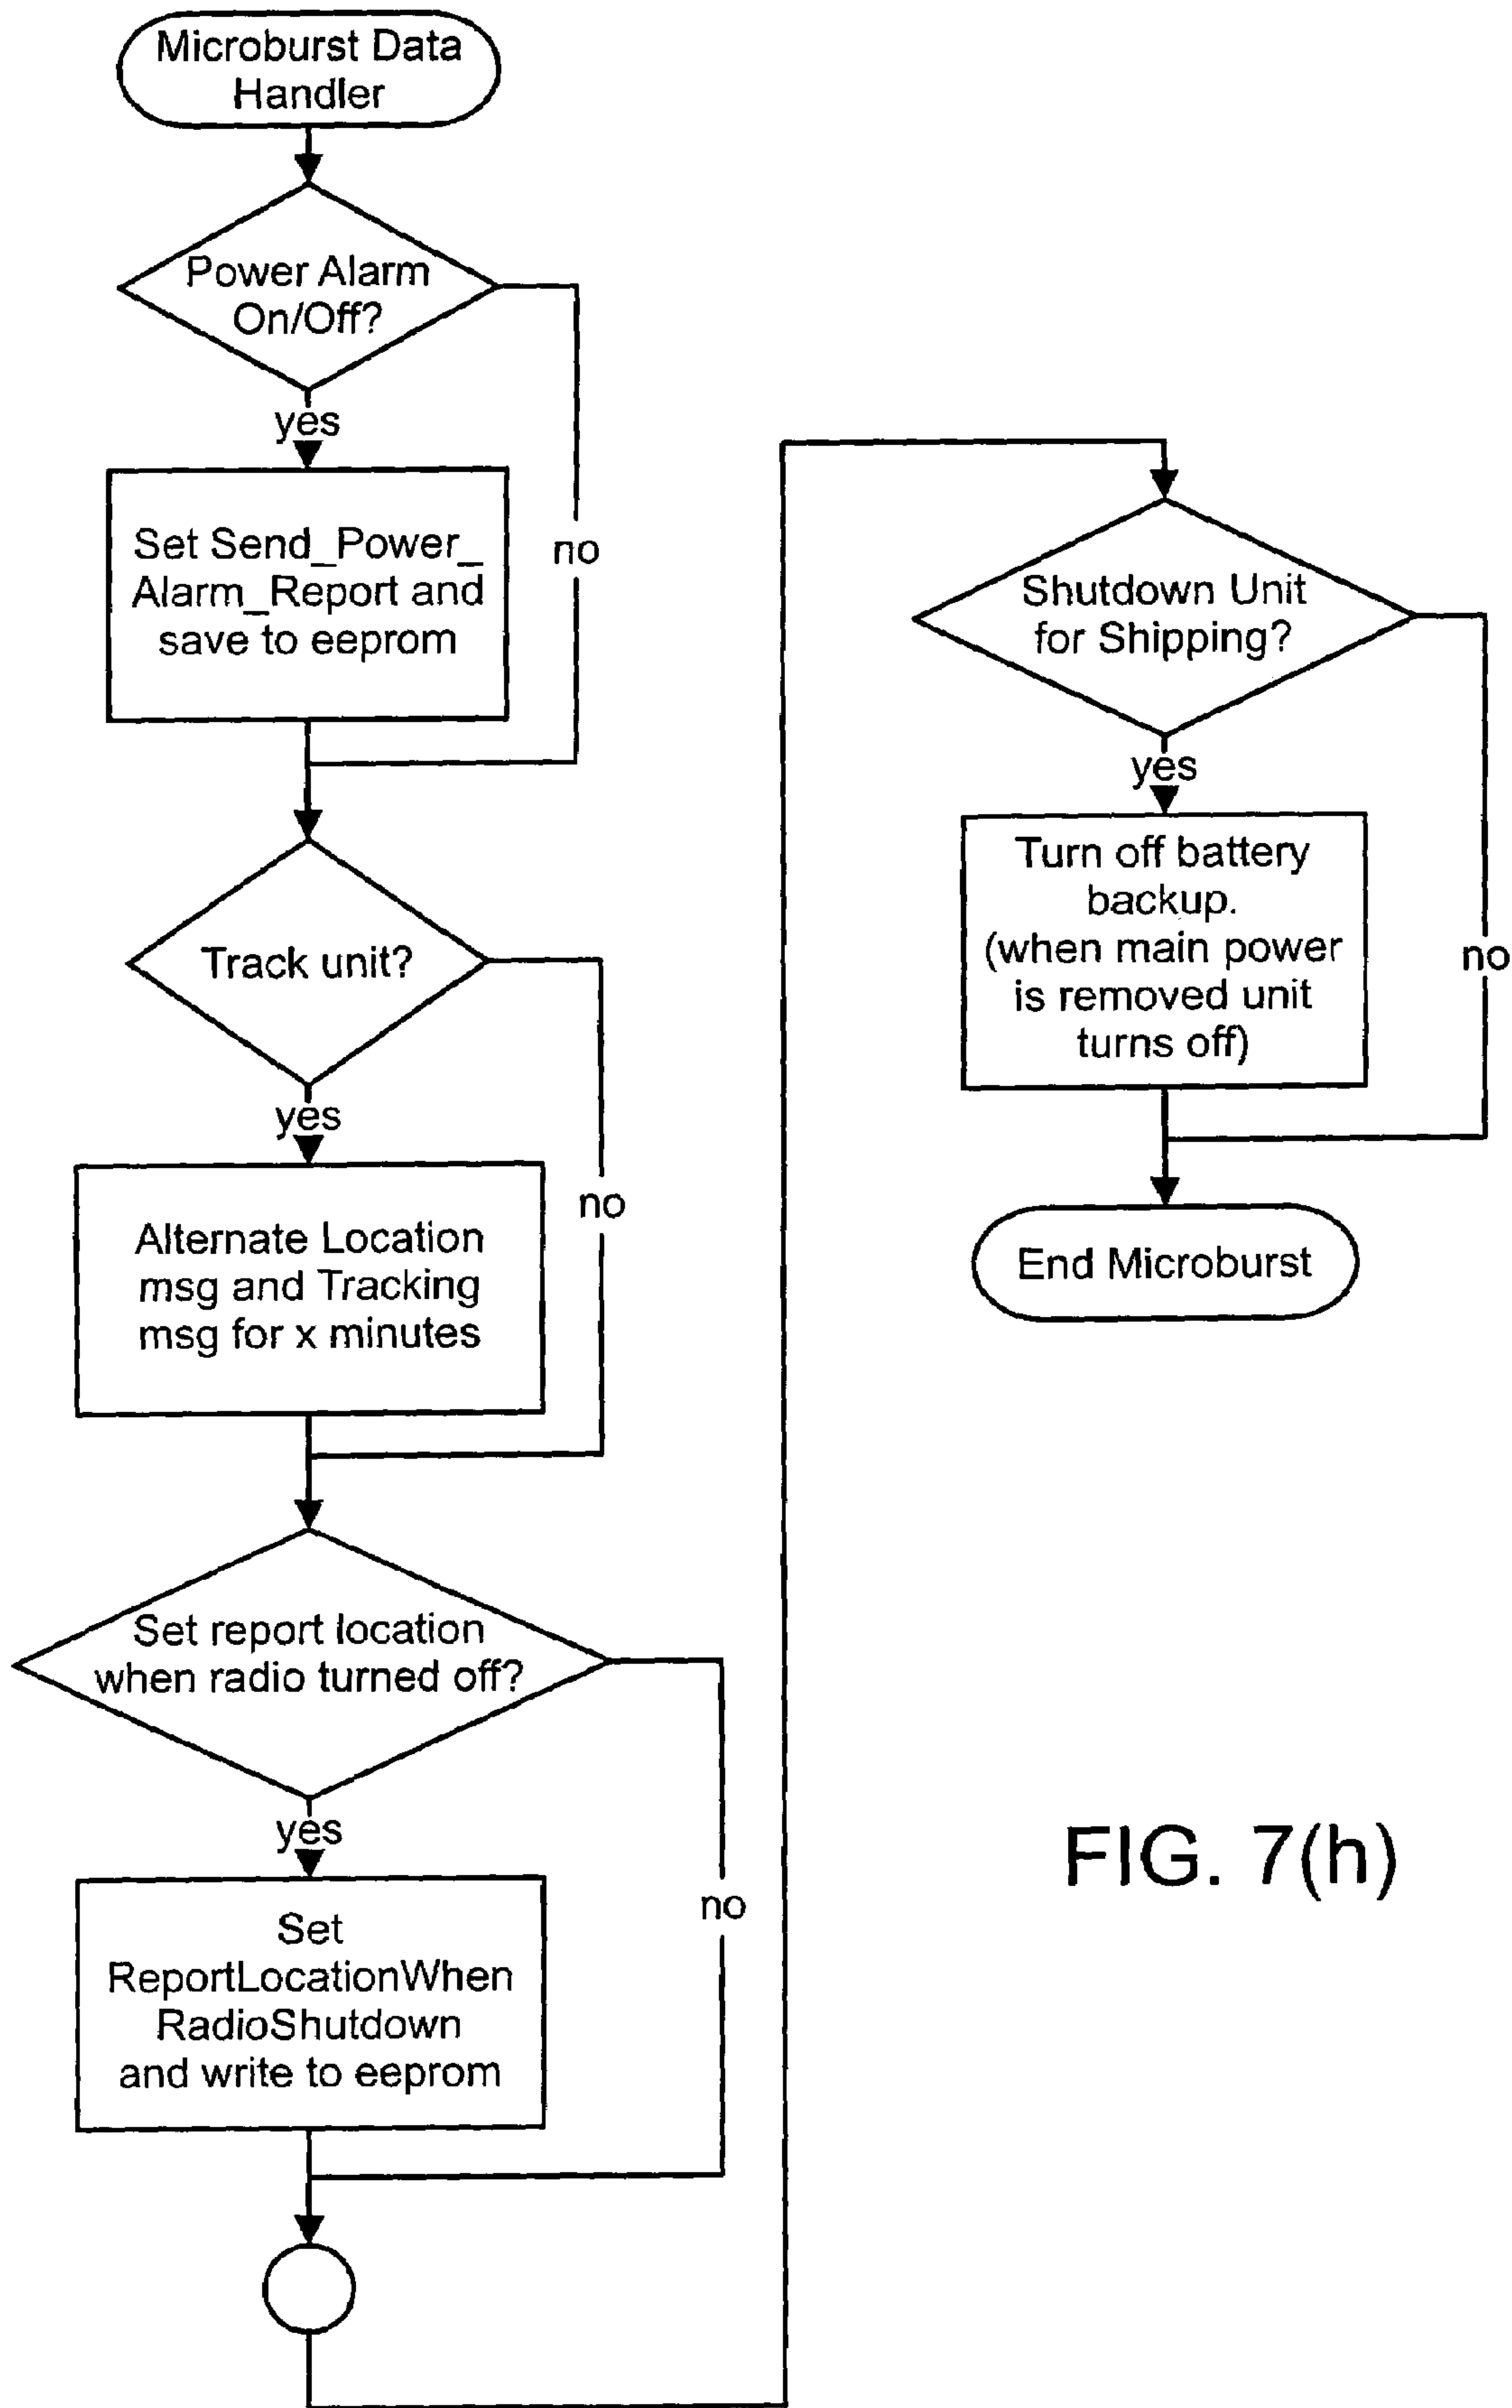 Microburst Data
Handler
Power Alarm
On/Off?
yes
no
Set Send_Power_
Alarm_Report and
save to eeprom
Track unit?
yes
no
Alternate Location
msg and Tracking
msg for x minutes
Set report location
when radio turned off?
yes
no
Set
ReportLocationWhen
RadioShutdown
and write to eeprom
Shutdown Unit
for Shipping?
yes
no
Turn off battery
backup.
(when main power
is removed unit
turns off)
End Microburst
FIG. 7(h)